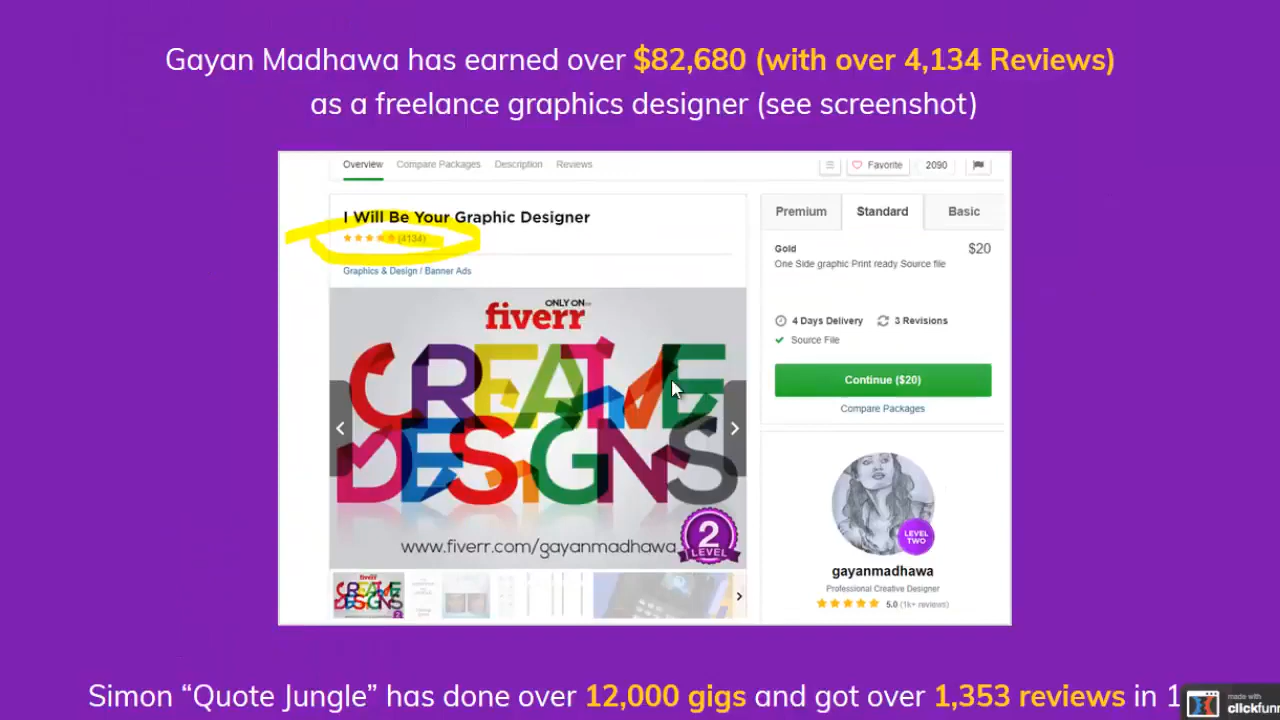 Gayan Madhawa has earned over $82,680 (with over 4,134 Reviews)
as a freelance graphics designer (see screenshot)
Overview Compare Packages Description Reviews
Favorite 2090
I Will Be Your Graphic Designer
(4134)
Graphics & Design / Banner Ads
Premium Standard Basic
Gold $20
One Side graphic Print ready Source file
4 Days Delivery 3 Revisions
Source File
Continue ($20)
Compare Packages
ONLY ON
fiverr
CREATIVE
DESIGNS
www.fiverr.com/gayanmadhawa
2
LEVEL
LEVEL
TWO
gayanmadhawa
Professional Creative Designer
5.0 (1k+ reviews)
fiverr
CREATIVE
DESIGNS
Simon “Quote Jungle” has done over 12,000 gigs and got over 1,353 reviews in 1
made with
clickfun